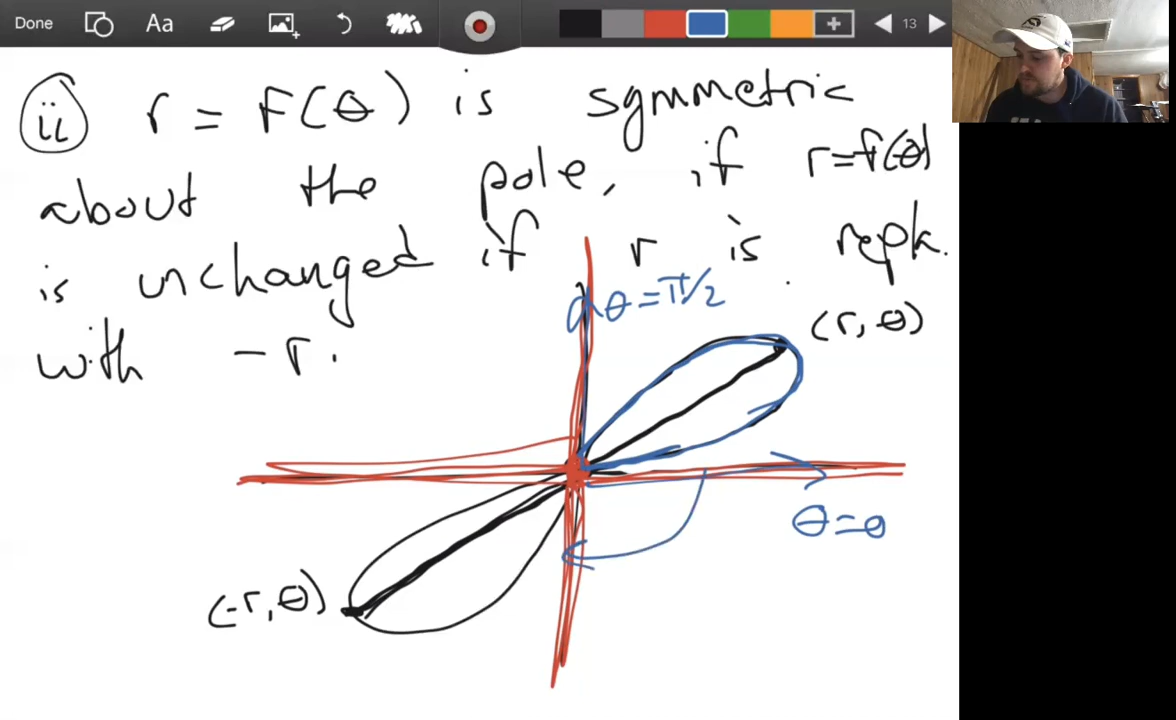 Done
Aa
13
ii r = F(θ) is symmetric
about the pole, if r=f(θ)
is unchanged if r is repl.
with -r.
θ=π/2
(r, θ)
θ=0
(-r, θ)